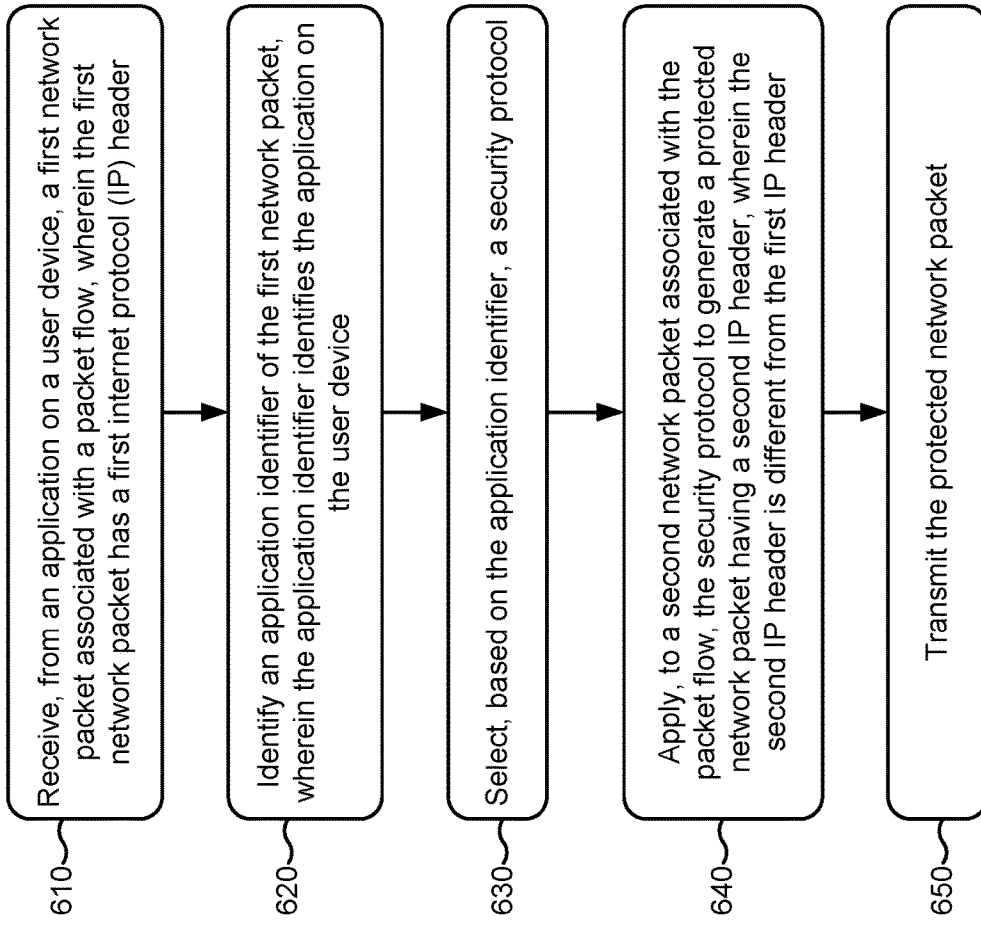 610
Receive, from an application on a user device, a first network
packet associated with a packet flow, wherein the first
network packet has a first internet protocol (IP) header
620
Identify an application identifier of the first network packet,
wherein the application identifier identifies the application on
the user device
630
Select, based on the application identifier, a security protocol
640
Apply, to a second network packet associated with the
packet flow, the security protocol to generate a protected
network packet having a second IP header, wherein the
second IP header is different from the first IP header
650
Transmit the protected network packet